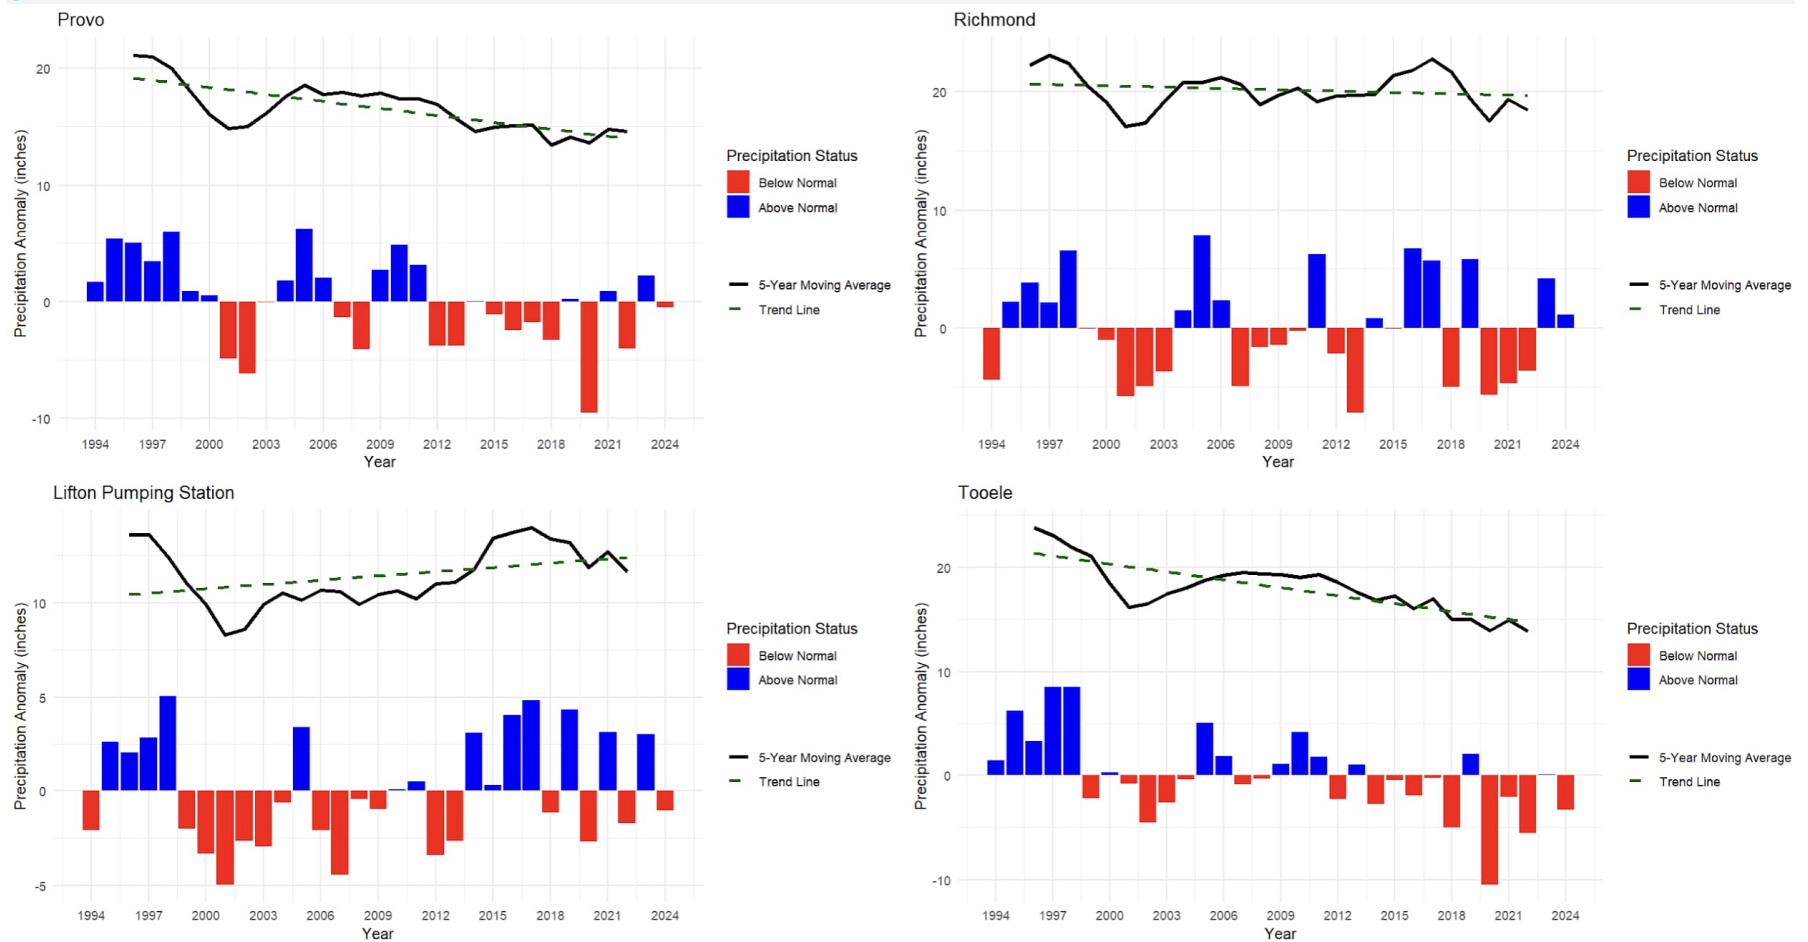 Provo
Precipitation Anomaly (inches)
20
10
0
-10
1994 1997 2000 2003 2006 2009 2012 2015 2018 2021 2024
Year
Precipitation Status
Below Normal
Above Normal
5-Year Moving Average
Trend Line
Richmond
Precipitation Anomaly (inches)
20
10
0
1994 1997 2000 2003 2006 2009 2012 2015 2018 2021 2024
Year
Precipitation Status
Below Normal
Above Normal
5-Year Moving Average
Trend Line
Lifton Pumping Station
Precipitation Anomaly (inches)
10
5
0
-5
1994 1997 2000 2003 2006 2009 2012 2015 2018 2021 2024
Year
Precipitation Status
Below Normal
Above Normal
5-Year Moving Average
Trend Line
Tooele
Precipitation Anomaly (inches)
20
10
0
-10
1994 1997 2000 2003 2006 2009 2012 2015 2018 2021 2024
Year
Precipitation Status
Below Normal
Above Normal
5-Year Moving Average
Trend Line